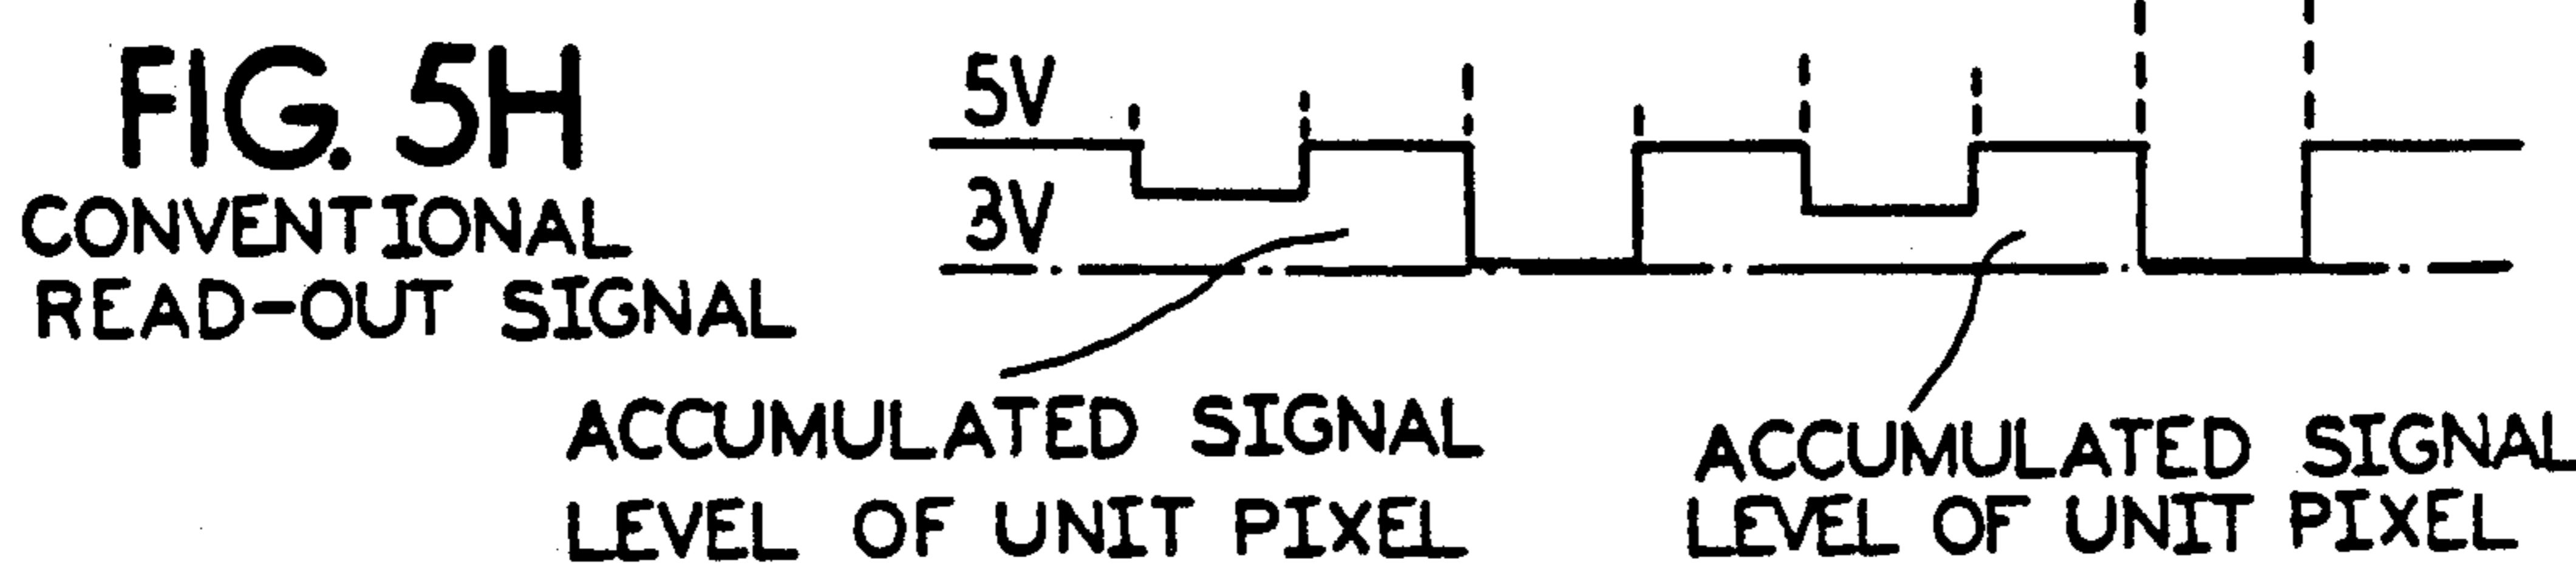 FIG. 5H
CONVENTIONAL
READ-OUT SIGNAL
5V
3V
ACCUMULATED SIGNAL
LEVEL OF UNIT PIXEL
ACCUMULATED SIGNAL
LEVEL OF UNIT PIXEL